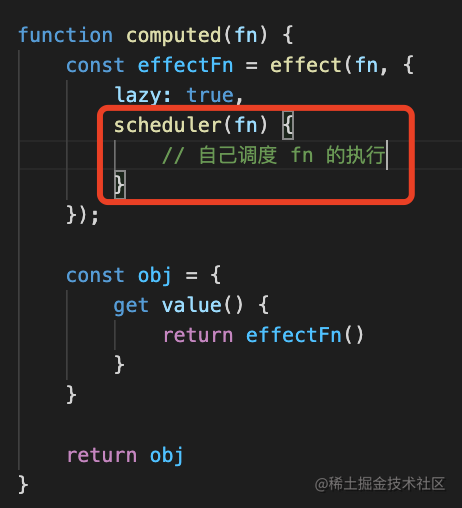 function computed(fn) {
    const effectFn = effect(fn, {
        lazy: true,
        scheduler(fn) {
            // 自己调度 fn 的执行
        }
    });
    const obj = {
        get value() {
            return effectFn()
        }
    }
    return obj
}
@稀土掘金技术社区